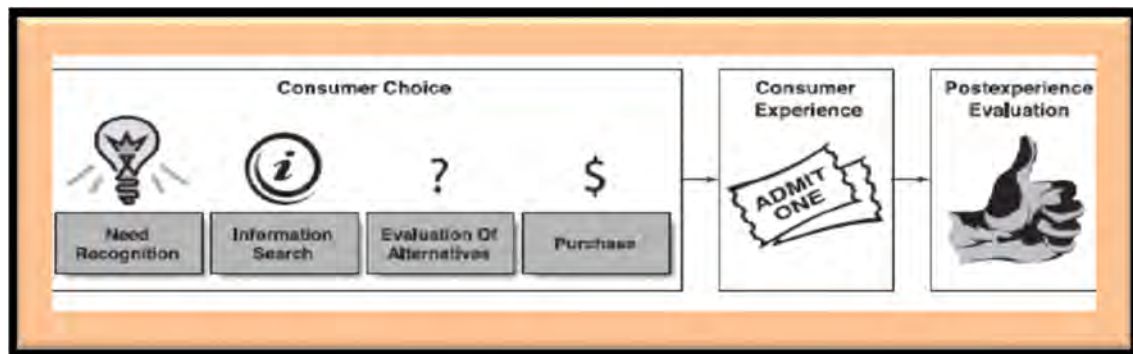 Consumer Choice
?
$
i
Need
Recognition
Information
Search
Evaluation Of
Alternatives
Purchase
Consumer
Experience
ADMIT
ONE
Postexperience
Evaluation